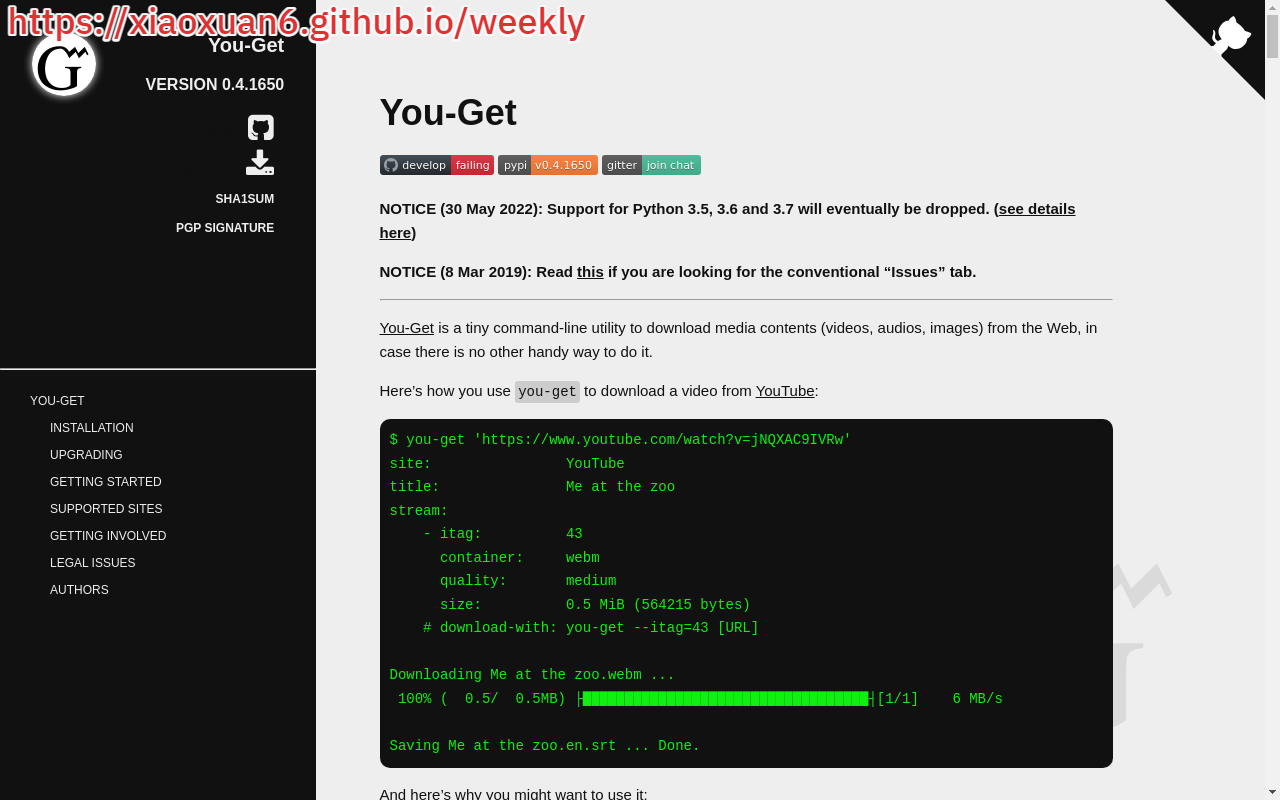 https://xiaoxuan6.github.io/weekly
G
You-Get
VERSION 0.4.1650
SHA1SUM
PGP SIGNATURE
YOU-GET
INSTALLATION
UPGRADING
GETTING STARTED
SUPPORTED SITES
GETTING INVOLVED
LEGAL ISSUES
AUTHORS
You-Get
develop failing pypi v0.4.1650 gitter join chat
NOTICE (30 May 2022): Support for Python 3.5, 3.6 and 3.7 will eventually be dropped. (see details
here)
NOTICE (8 Mar 2019): Read this if you are looking for the conventional “Issues” tab.
You-Get is a tiny command-line utility to download media contents (videos, audios, images) from the Web, in
case there is no other handy way to do it.
Here’s how you use you-get to download a video from YouTube:
$ you-get 'https://www.youtube.com/watch?v=jNQXAC9IVRw'
site: YouTube
title: Me at the zoo
stream:
- itag: 43
container: webm
quality: medium
size: 0.5 MiB (564215 bytes)
# download-with: you-get --itag=43 [URL]
Downloading Me at the zoo.webm ...
100% ( 0.5/ 0.5MB) ├██████████████████████████████████┤[1/1] 6 MB/s
Saving Me at the zoo.en.srt ... Done.
And here’s why you might want to use it: